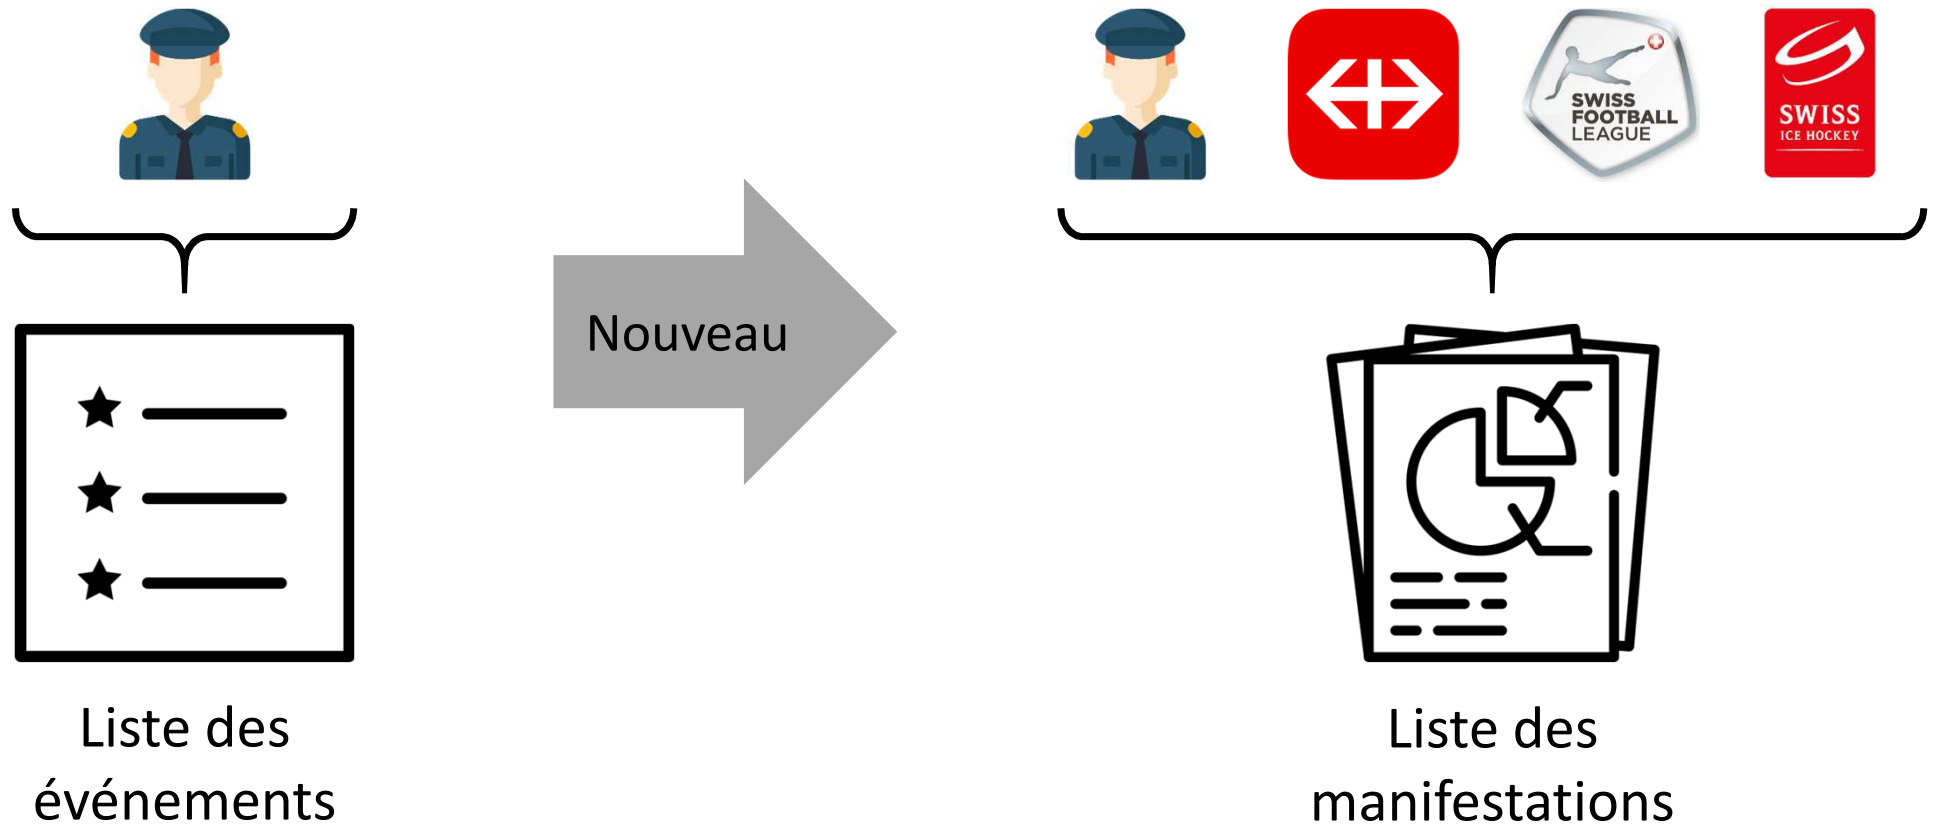 SWISS
FOOTBALL
LEAGUE
SWISS
ICE HOCKEY
Nouveau
Liste des
événements
Liste des
manifestations